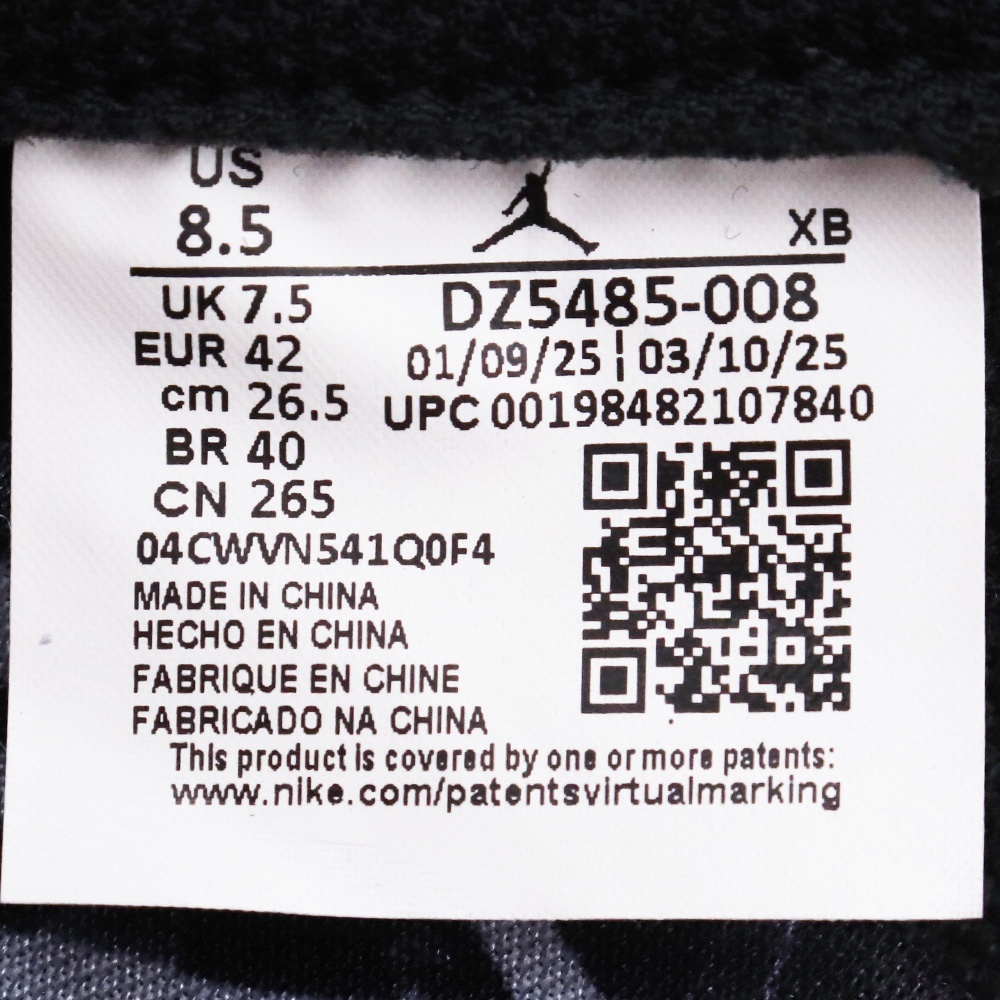 US
8.5
XB
UK 7.5
DZ5485-008
EUR 42
01/09/25 ¦ 03/10/25
cm 26.5
UPC 00198482107840
BR 40
CN 265
04CWVN541Q0F4
MADE IN CHINA
HECHO EN CHINA
FABRIQUE EN CHINE
FABRICADO NA CHINA
This product is covered by one or more patents:
www.nike.com/patentsvirtualmarking